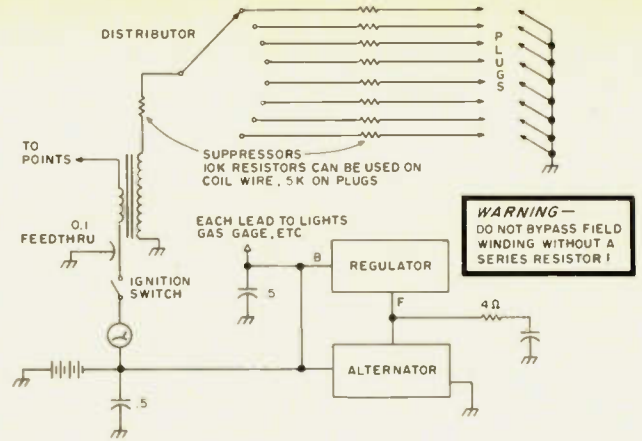 DISTRIBUTOR
PLUGS
TO
POINTS
SUPPRESSORS
10K RESISTORS CAN BE USED ON
COIL WIRE, 5K ON PLUGS
0.1
FEEDTHRU
EACH LEAD TO LIGHTS
GAS GAGE, ETC
WARNING—
DO NOT BYPASS FIELD
WINDING WITHOUT A
SERIES RESISTOR!
IGNITION
SWITCH
B
REGULATOR
.5
F
4Ω
ALTERNATOR
.5